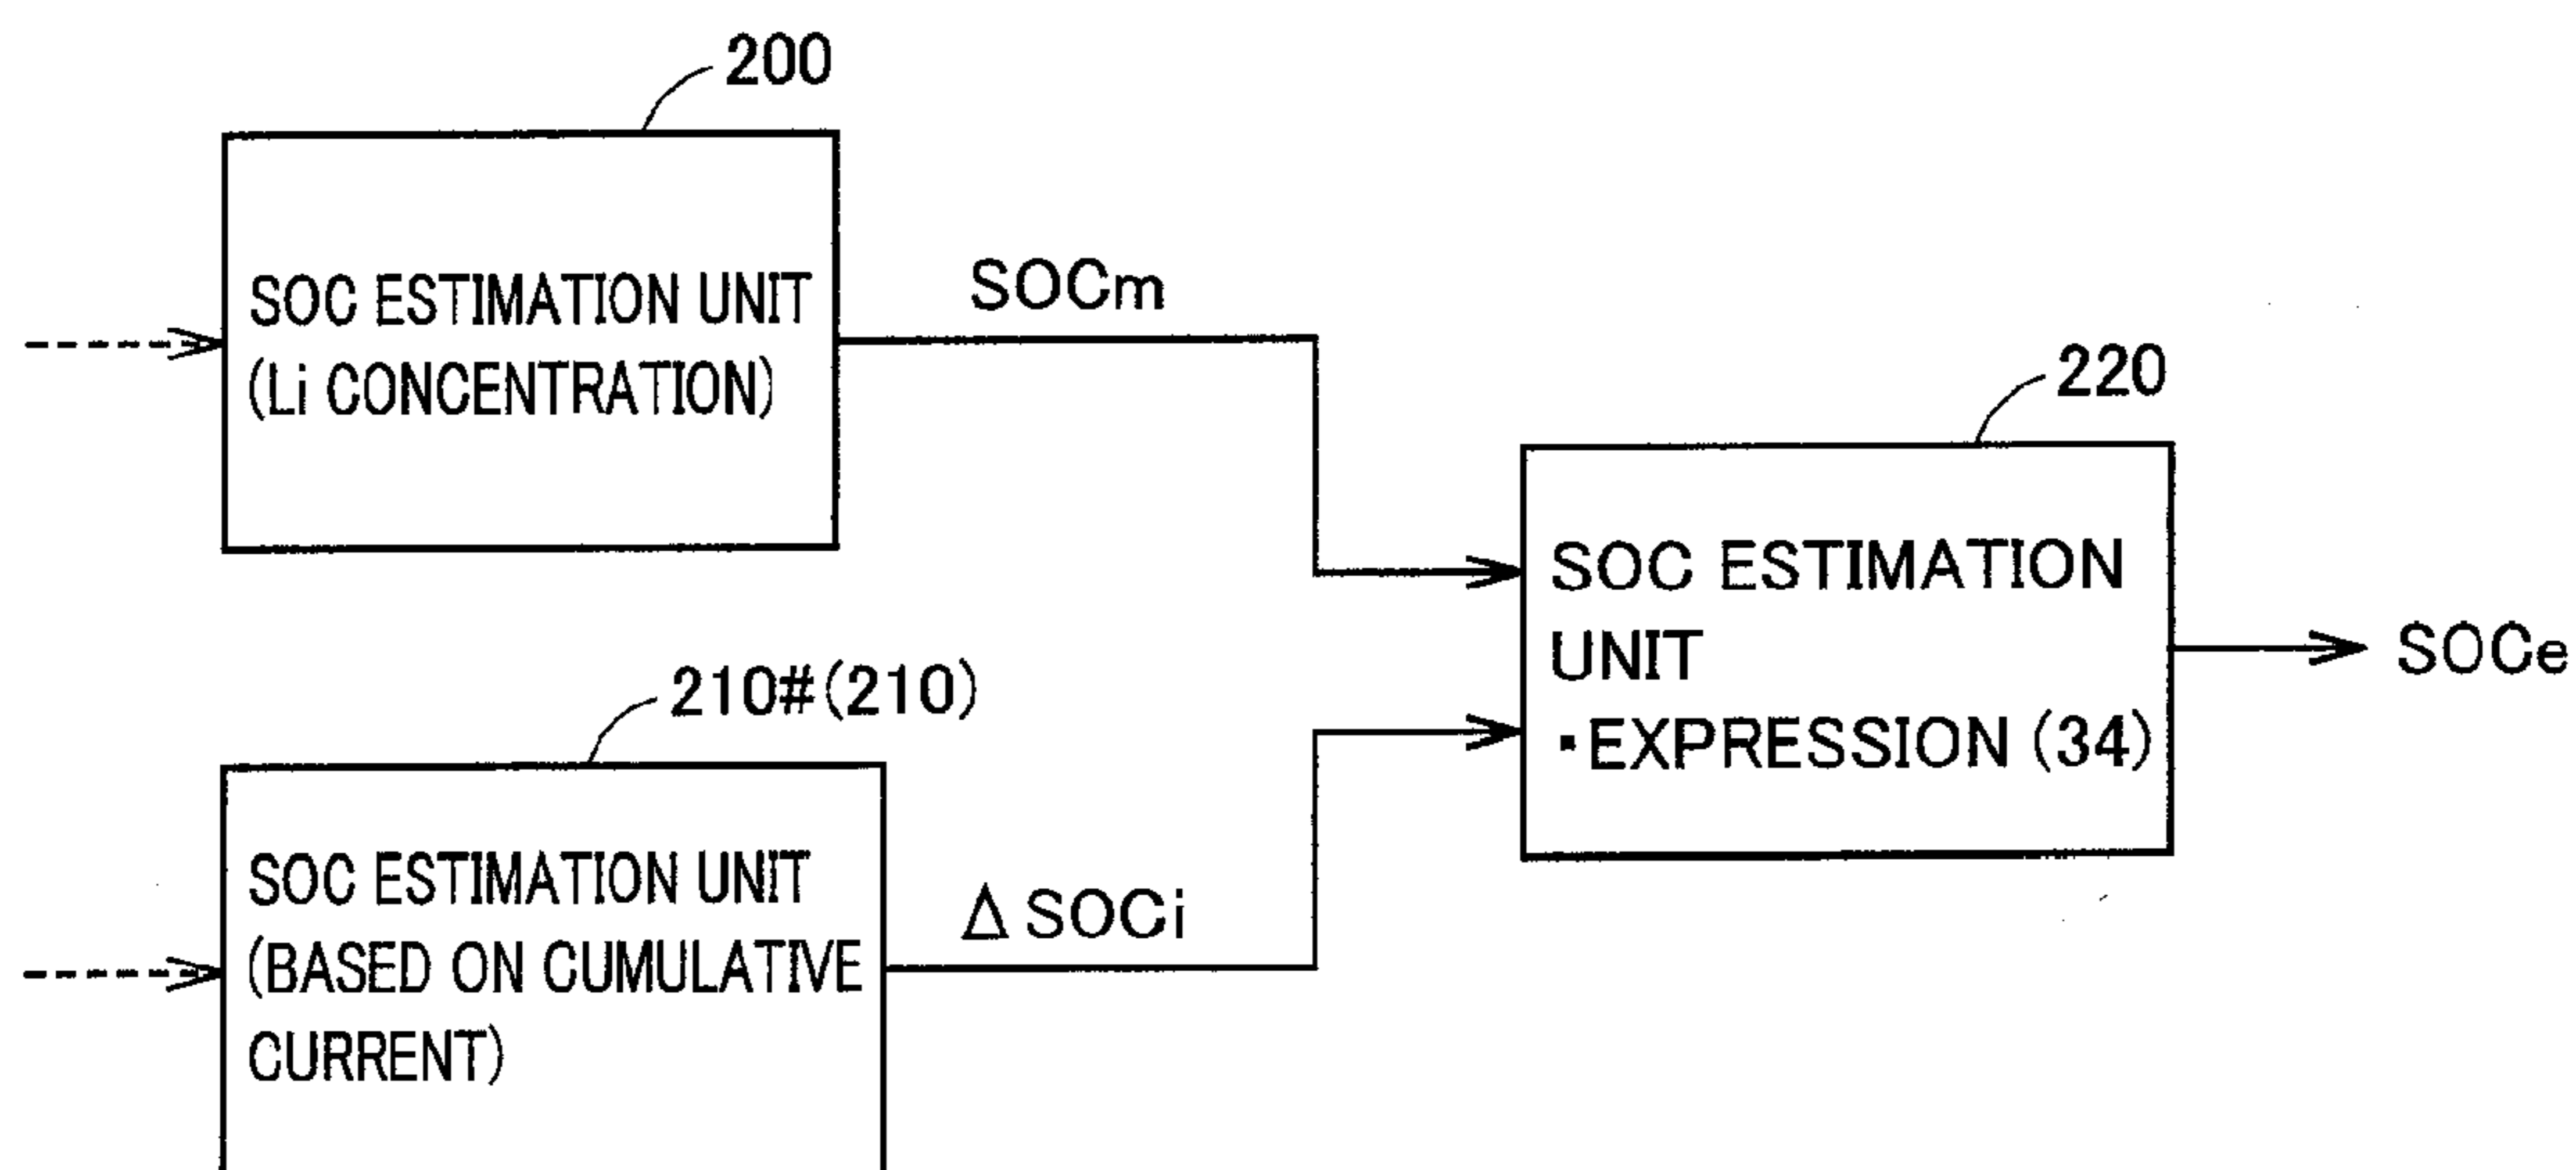 200
SOC ESTIMATION UNIT
(Li CONCENTRATION)
SOCm
220
SOC ESTIMATION
UNIT
▪EXPRESSION (34)
SOCe
210#(210)
SOC ESTIMATION UNIT
(BASED ON CUMULATIVE
CURRENT)
Δ SOCi